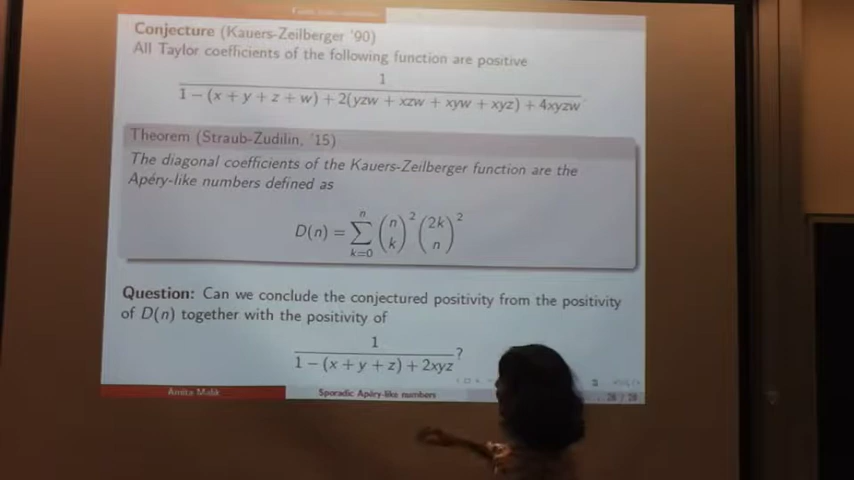 Conjecture (Kauers-Zeilberger '90)
All Taylor coefficients of the following function are positive
1
1 − (x + y + z + w) + 2(yzw + xzw + xyw + xyz) + 4xyzw
Theorem (Straub-Zudilin, '15)
The diagonal coefficients of the Kauers-Zeilberger function are the
Apéry-like numbers defined as
D(n) = ∑_{k=0}^{n} (n k)^2 (2k n)^2
Question: Can we conclude the conjectured positivity from the positivity
of D(n) together with the positivity of
1
1 − (x + y + z) + 2xyz ?
Amita Malik
Sporadic Apéry-like numbers